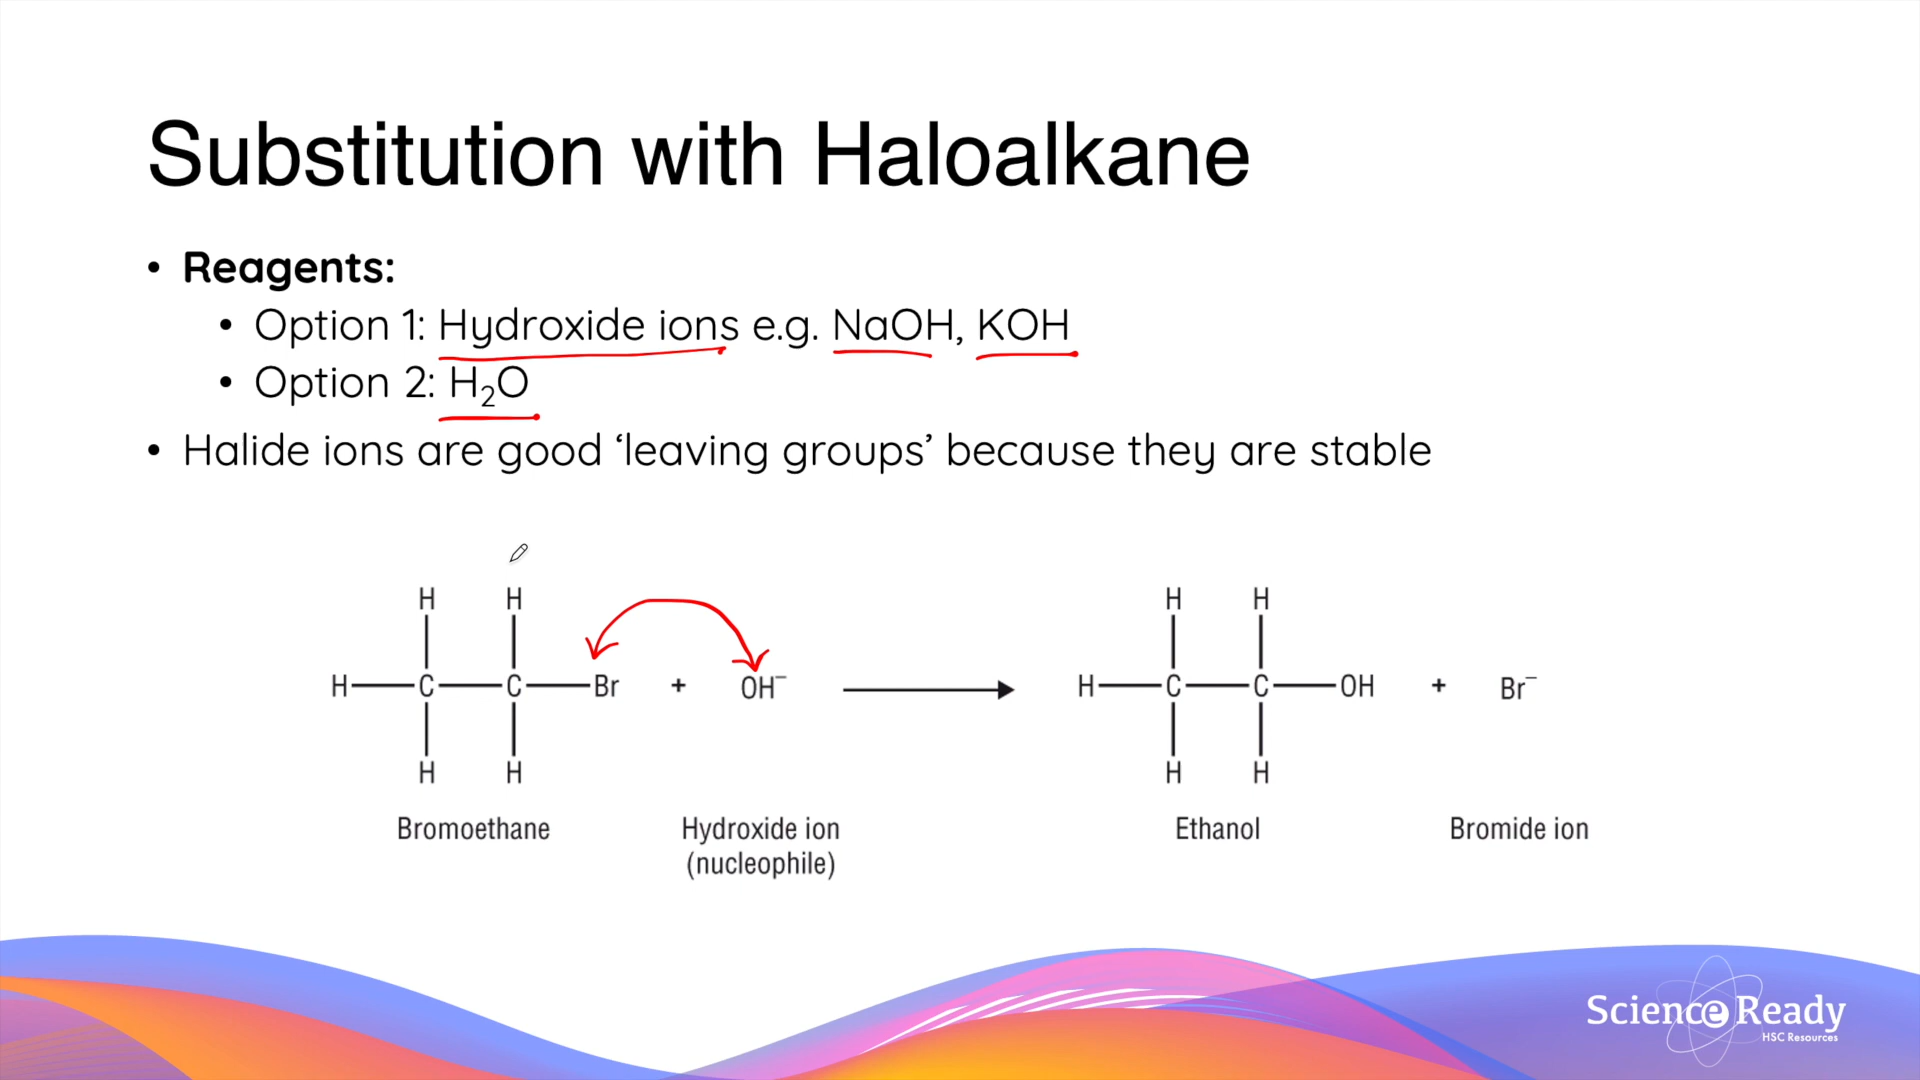 Substitution with Haloalkane
• Reagents:
• Option 1: Hydroxide ions e.g. NaOH, KOH
• Option 2: H₂O
• Halide ions are good ‘leaving groups’ because they are stable
H H H H
H C C Br + OH⁻ H C C OH + Br⁻
H H H H
Bromoethane Hydroxide ion Ethanol Bromide ion
(nucleophile)
Science Ready
HSC Resources